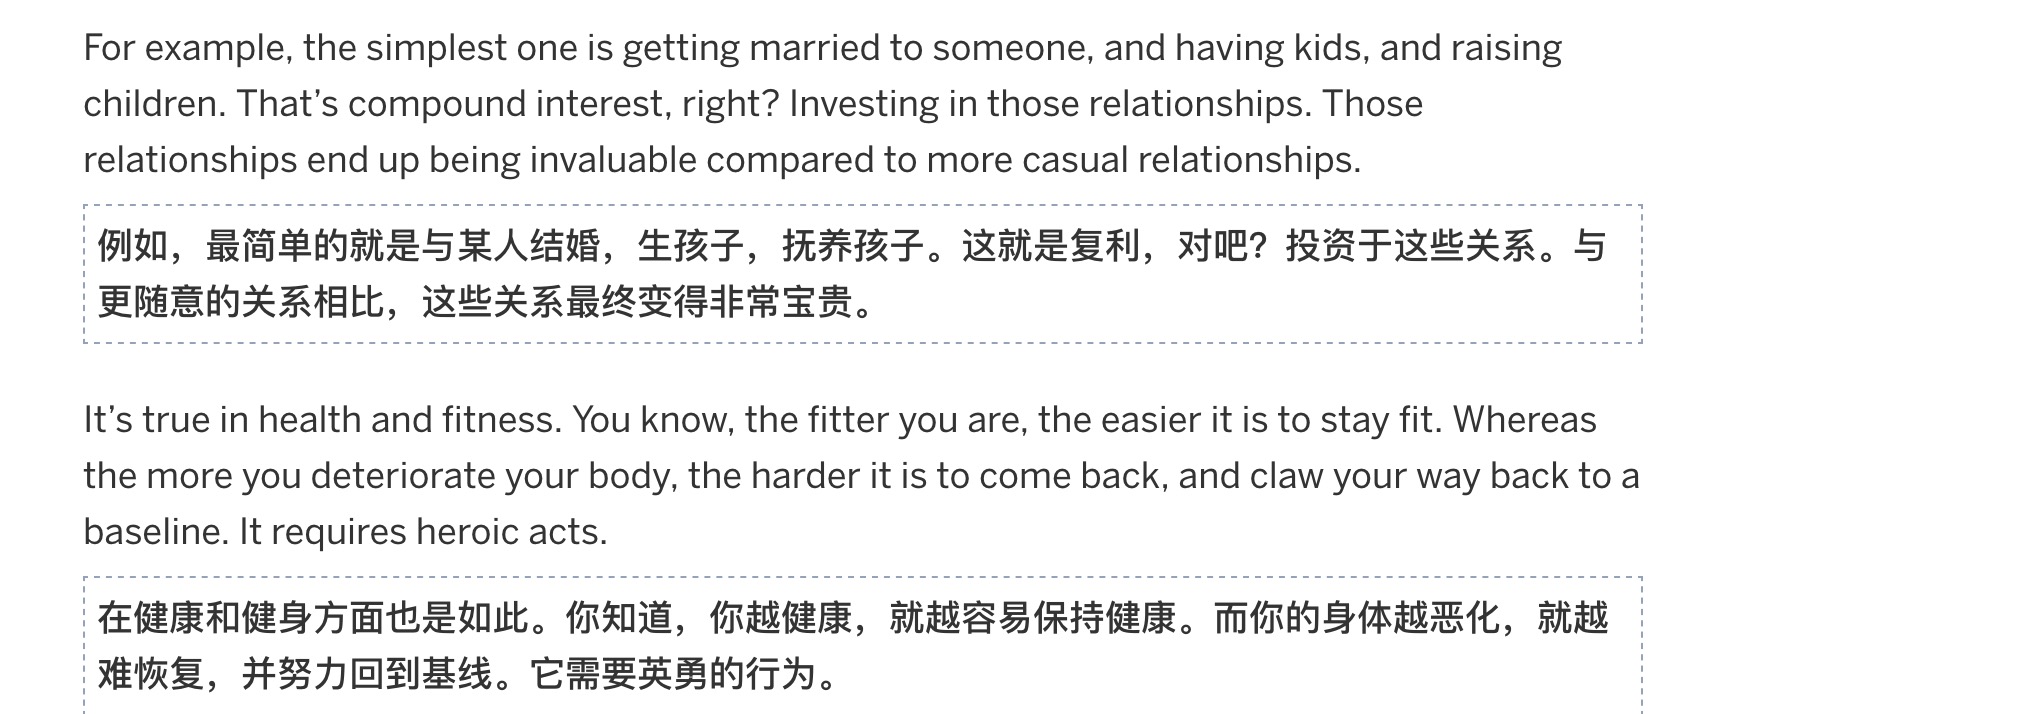 For example, the simplest one is getting married to someone, and having kids, and raising
children. That’s compound interest, right? Investing in those relationships. Those
relationships end up being invaluable compared to more casual relationships.
例如，最简单的就是与某人结婚，生孩子，抚养孩子。这就是复利，对吧？投资于这些关系。与
更随意的关系相比，这些关系最终变得非常宝贵。
It’s true in health and fitness. You know, the fitter you are, the easier it is to stay fit. Whereas
the more you deteriorate your body, the harder it is to come back, and claw your way back to a
baseline. It requires heroic acts.
在健康和健身方面也是如此。你知道，你越健康，就越容易保持健康。而你的身体越恶化，就越
难恢复，并努力回到基线。它需要英勇的行为。